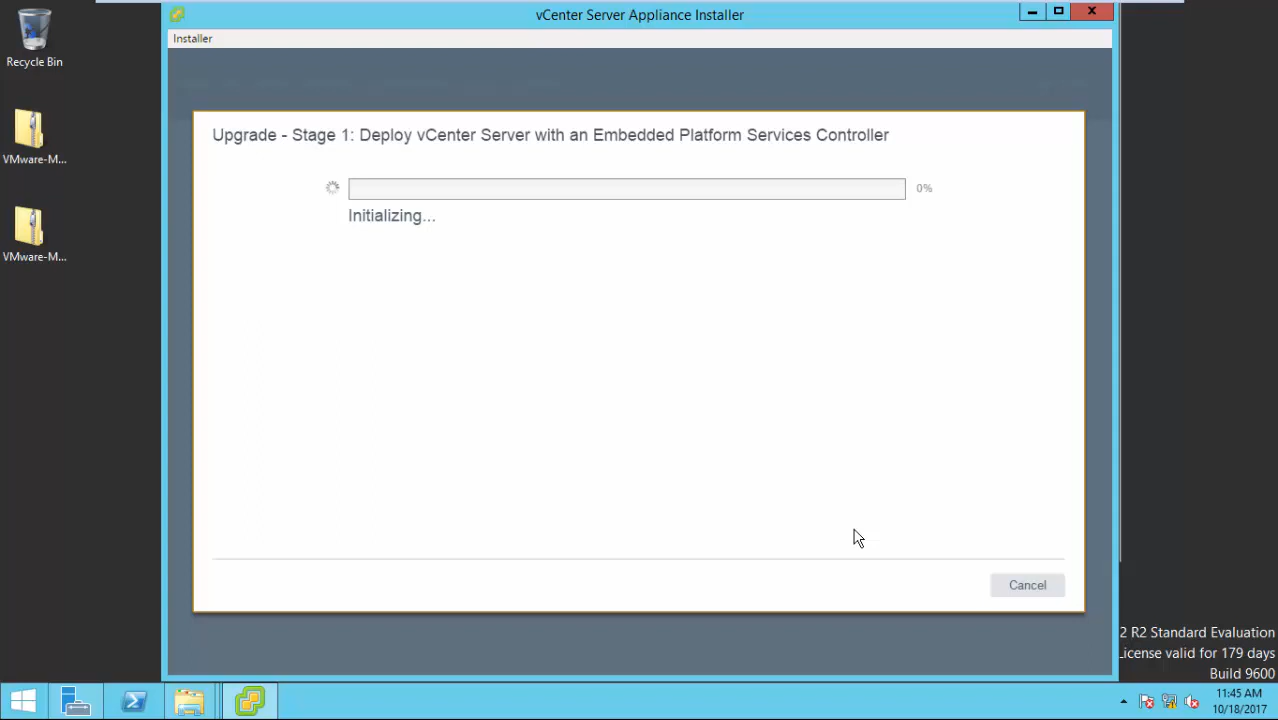 vCenter Server Appliance Installer
Installer
Recycle Bin
VMware-M...
VMware-M...
Upgrade - Stage 1: Deploy vCenter Server with an Embedded Platform Services Controller
0%
Initializing...
Cancel
2 R2 Standard Evaluation
License valid for 179 days
Build 9600
11:45 AM
10/18/2017